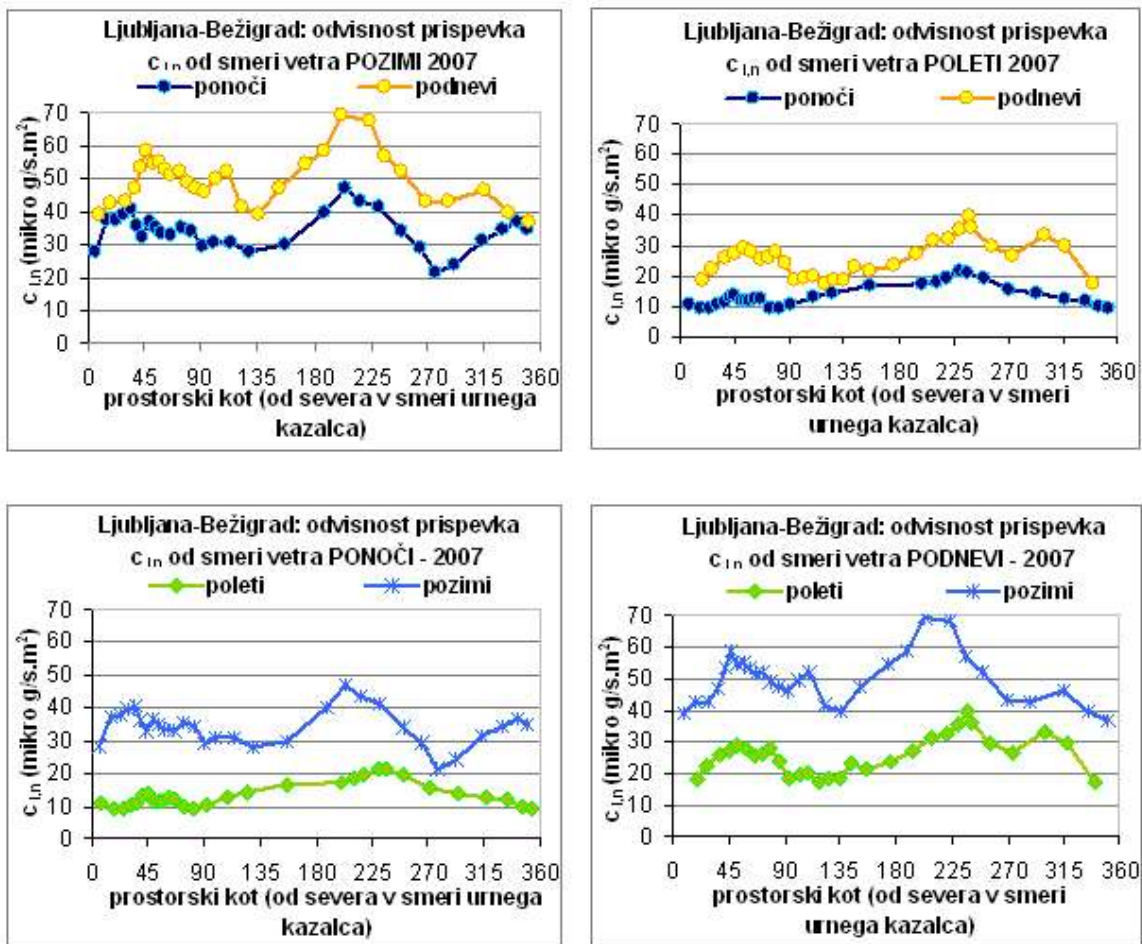 Ljubljana-Bežigrad: odvisnost prispevka
c I,n od smeri vetra POZIMI 2007
ponoči podnevi
c I,n (mikro g/s.m²)
70
60
50
40
30
20
10
0
0 45 90 135 180 225 270 315 360
prostorski kot (od severa v smeri urnega
kazalca)
Ljubljana-Bežigrad: odvisnost prispevka
c I,n od smeri vetra POLETI 2007
ponoči podnevi
c I,n (mikro g/s.m²)
70
60
50
40
30
20
10
0
0 45 90 135 180 225 270 315 360
prostorski kot (od severa v smeri
urnega kazalca)
Ljubljana-Bežigrad: odvisnost prispevka
c I,n od smeri vetra PONOČI - 2007
poleti pozimi
c I,n (mikro g/s.m²)
70
60
50
40
30
20
10
0
0 45 90 135 180 225 270 315 360
prostorski kot (od severa v smeri urnega
kazalca)
Ljubljana-Bežigrad: odvisnost prispevka
c I,n od smeri vetra PODNEVI - 2007
poleti pozimi
c I,n (mikro g/s.m²)
70
60
50
40
30
20
10
0
0 45 90 135 180 225 270 315 360
prostorski kot (od severa v smeri
urnega kazalca)